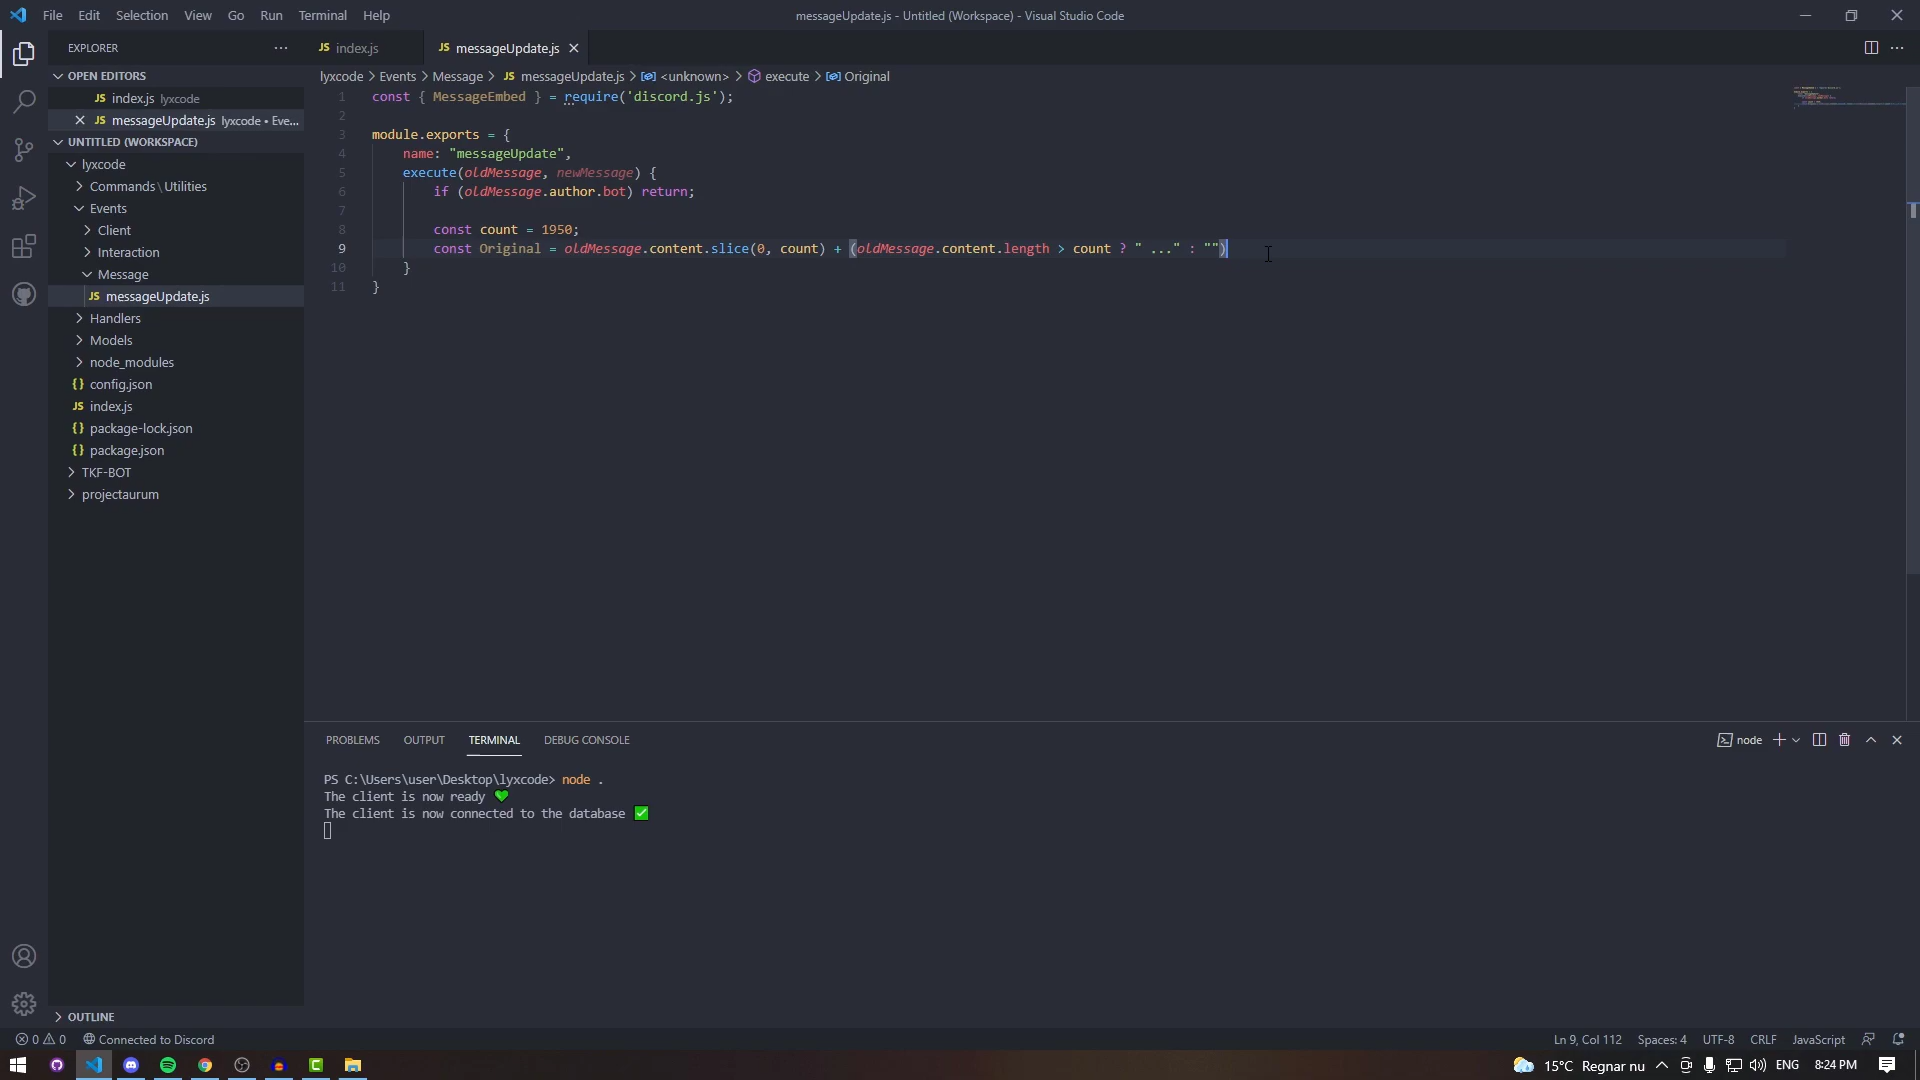 File Edit Selection View Go Run Terminal Help
messageUpdate.js - Untitled (Workspace) - Visual Studio Code
EXPLORER
JS index.js
JS messageUpdate.js
OPEN EDITORS
JS index.js lyxcode
JS messageUpdate.js lyxcode • Eve...
UNTITLED (WORKSPACE)
lyxcode
Commands\Utilities
Events
Client
Interaction
Message
JS messageUpdate.js
Handlers
Models
node_modules
{} config.json
JS index.js
{} package-lock.json
{} package.json
TKF-BOT
projectaurum
OUTLINE
lyxcode > Events > Message > JS messageUpdate.js > <unknown> > execute > Original
1 const { MessageEmbed } = require('discord.js');
2
3 module.exports = {
4 name: "messageUpdate",
5 execute(oldMessage, newMessage) {
6 if (oldMessage.author.bot) return;
7
8 const count = 1950;
9 const Original = oldMessage.content.slice(0, count) + (oldMessage.content.length > count ? " ..." : "")
10 }
11 }
PROBLEMS OUTPUT TERMINAL DEBUG CONSOLE
node
PS C:\Users\user\Desktop\lyxcode> node .
The client is now ready 💚
The client is now connected to the database ✅
0 0 Connected to Discord
Ln 9, Col 112 Spaces: 4 UTF-8 CRLF JavaScript
15°C Regnar nu ENG 8:24 PM